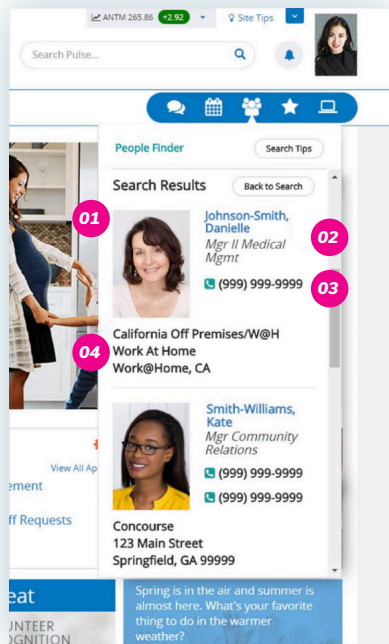 ANTM 265.86 +2.92
Site Tips
Search Pulse...
People Finder
Search Tips
Search Results
Back to Search
01
Johnson-Smith,
Danielle
02
Mgr II Medical
Mgmt
(999) 999-9999
03
California Off Premises/W@H
04
Work At Home
Work@Home, CA
Smith-Williams,
Kate
Mgr Community
Relations
(999) 999-9999
(999) 999-9999
Concourse
123 Main Street
Springfield, GA 99999
View All Ap
ement
ff Requests
eat
UNTEER
OGNITION
Spring is in the air and summer is
almost here. What's your favorite
thing to do in the warmer
weather?